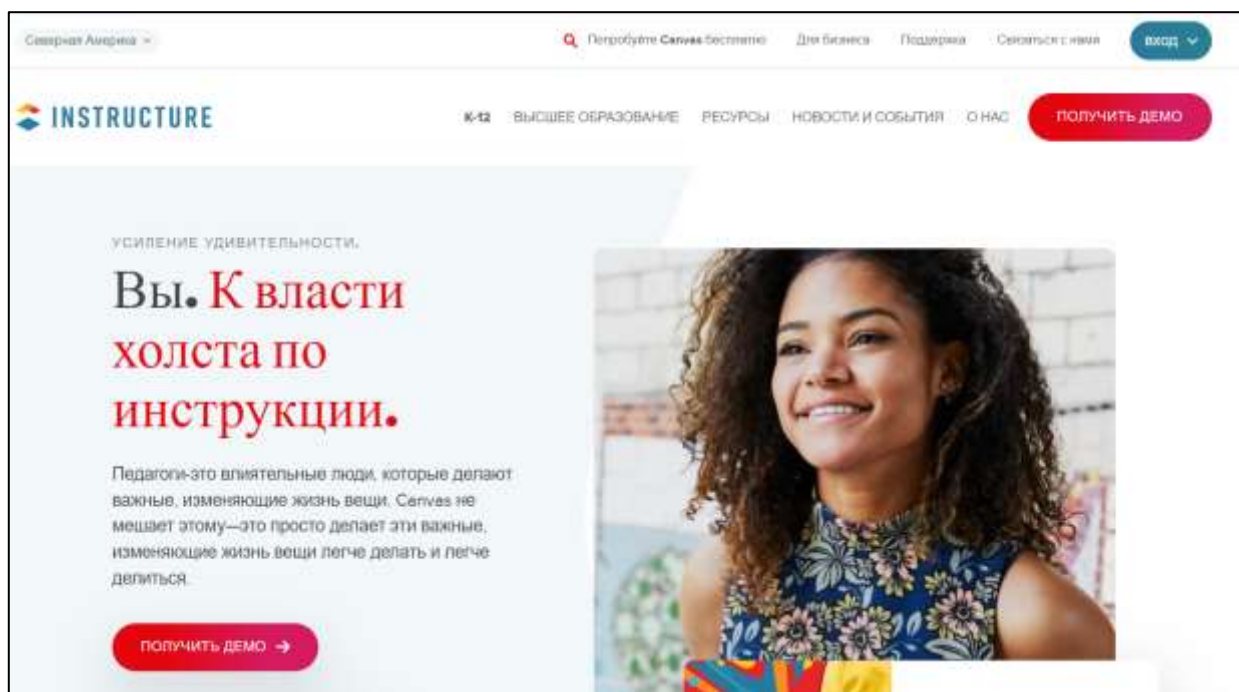 Северная Америка
Попробуйте Canvas бесплатно Для бизнеса Поддержка Связаться с нами ВХОД
INSTRUCTURE
K-12 ВЫСШЕЕ ОБРАЗОВАНИЕ РЕСУРСЫ НОВОСТИ И СОБЫТИЯ О НАС ПОЛУЧИТЬ ДЕМО
УСИЛЕНИЕ УДИВИТЕЛЬНОСТИ.
Вы. К власти
холста по
инструкции.
Педагоги-это влиятельные люди, которые делают
важные, изменяющие жизнь вещи. Canvas не
мешает этому—это просто делает эти важные,
изменяющие жизнь вещи легче делать и легче
делиться.
ПОЛУЧИТЬ ДЕМО →